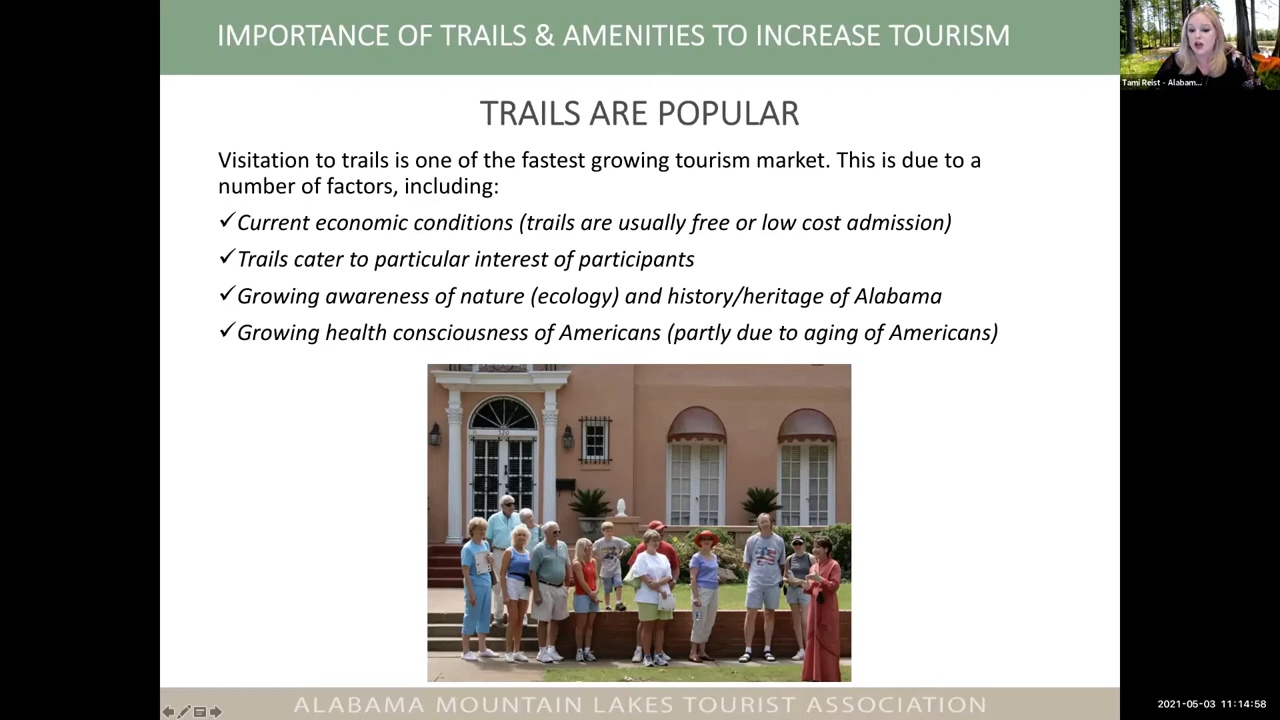 IMPORTANCE OF TRAILS & AMENITIES TO INCREASE TOURISM
Tami Reist - Alabam...
TRAILS ARE POPULAR
Visitation to trails is one of the fastest growing tourism market. This is due to a
number of factors, including:
✓Current economic conditions (trails are usually free or low cost admission)
✓Trails cater to particular interest of participants
✓Growing awareness of nature (ecology) and history/heritage of Alabama
✓Growing health consciousness of Americans (partly due to aging of Americans)
ALABAMA MOUNTAIN LAKES TOURIST ASSOCIATION
2021-05-03 11:14:58